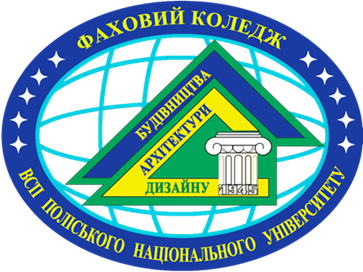 ФАХОВИЙ КОЛЕДЖ
БУДІВНИЦТВА
АРХІТЕКТУРИ
ДИЗАЙНУ
1945
ВСП ПОЛІСЬКОГО НАЦІОНАЛЬНОГО УНІВЕРСИТЕТУ